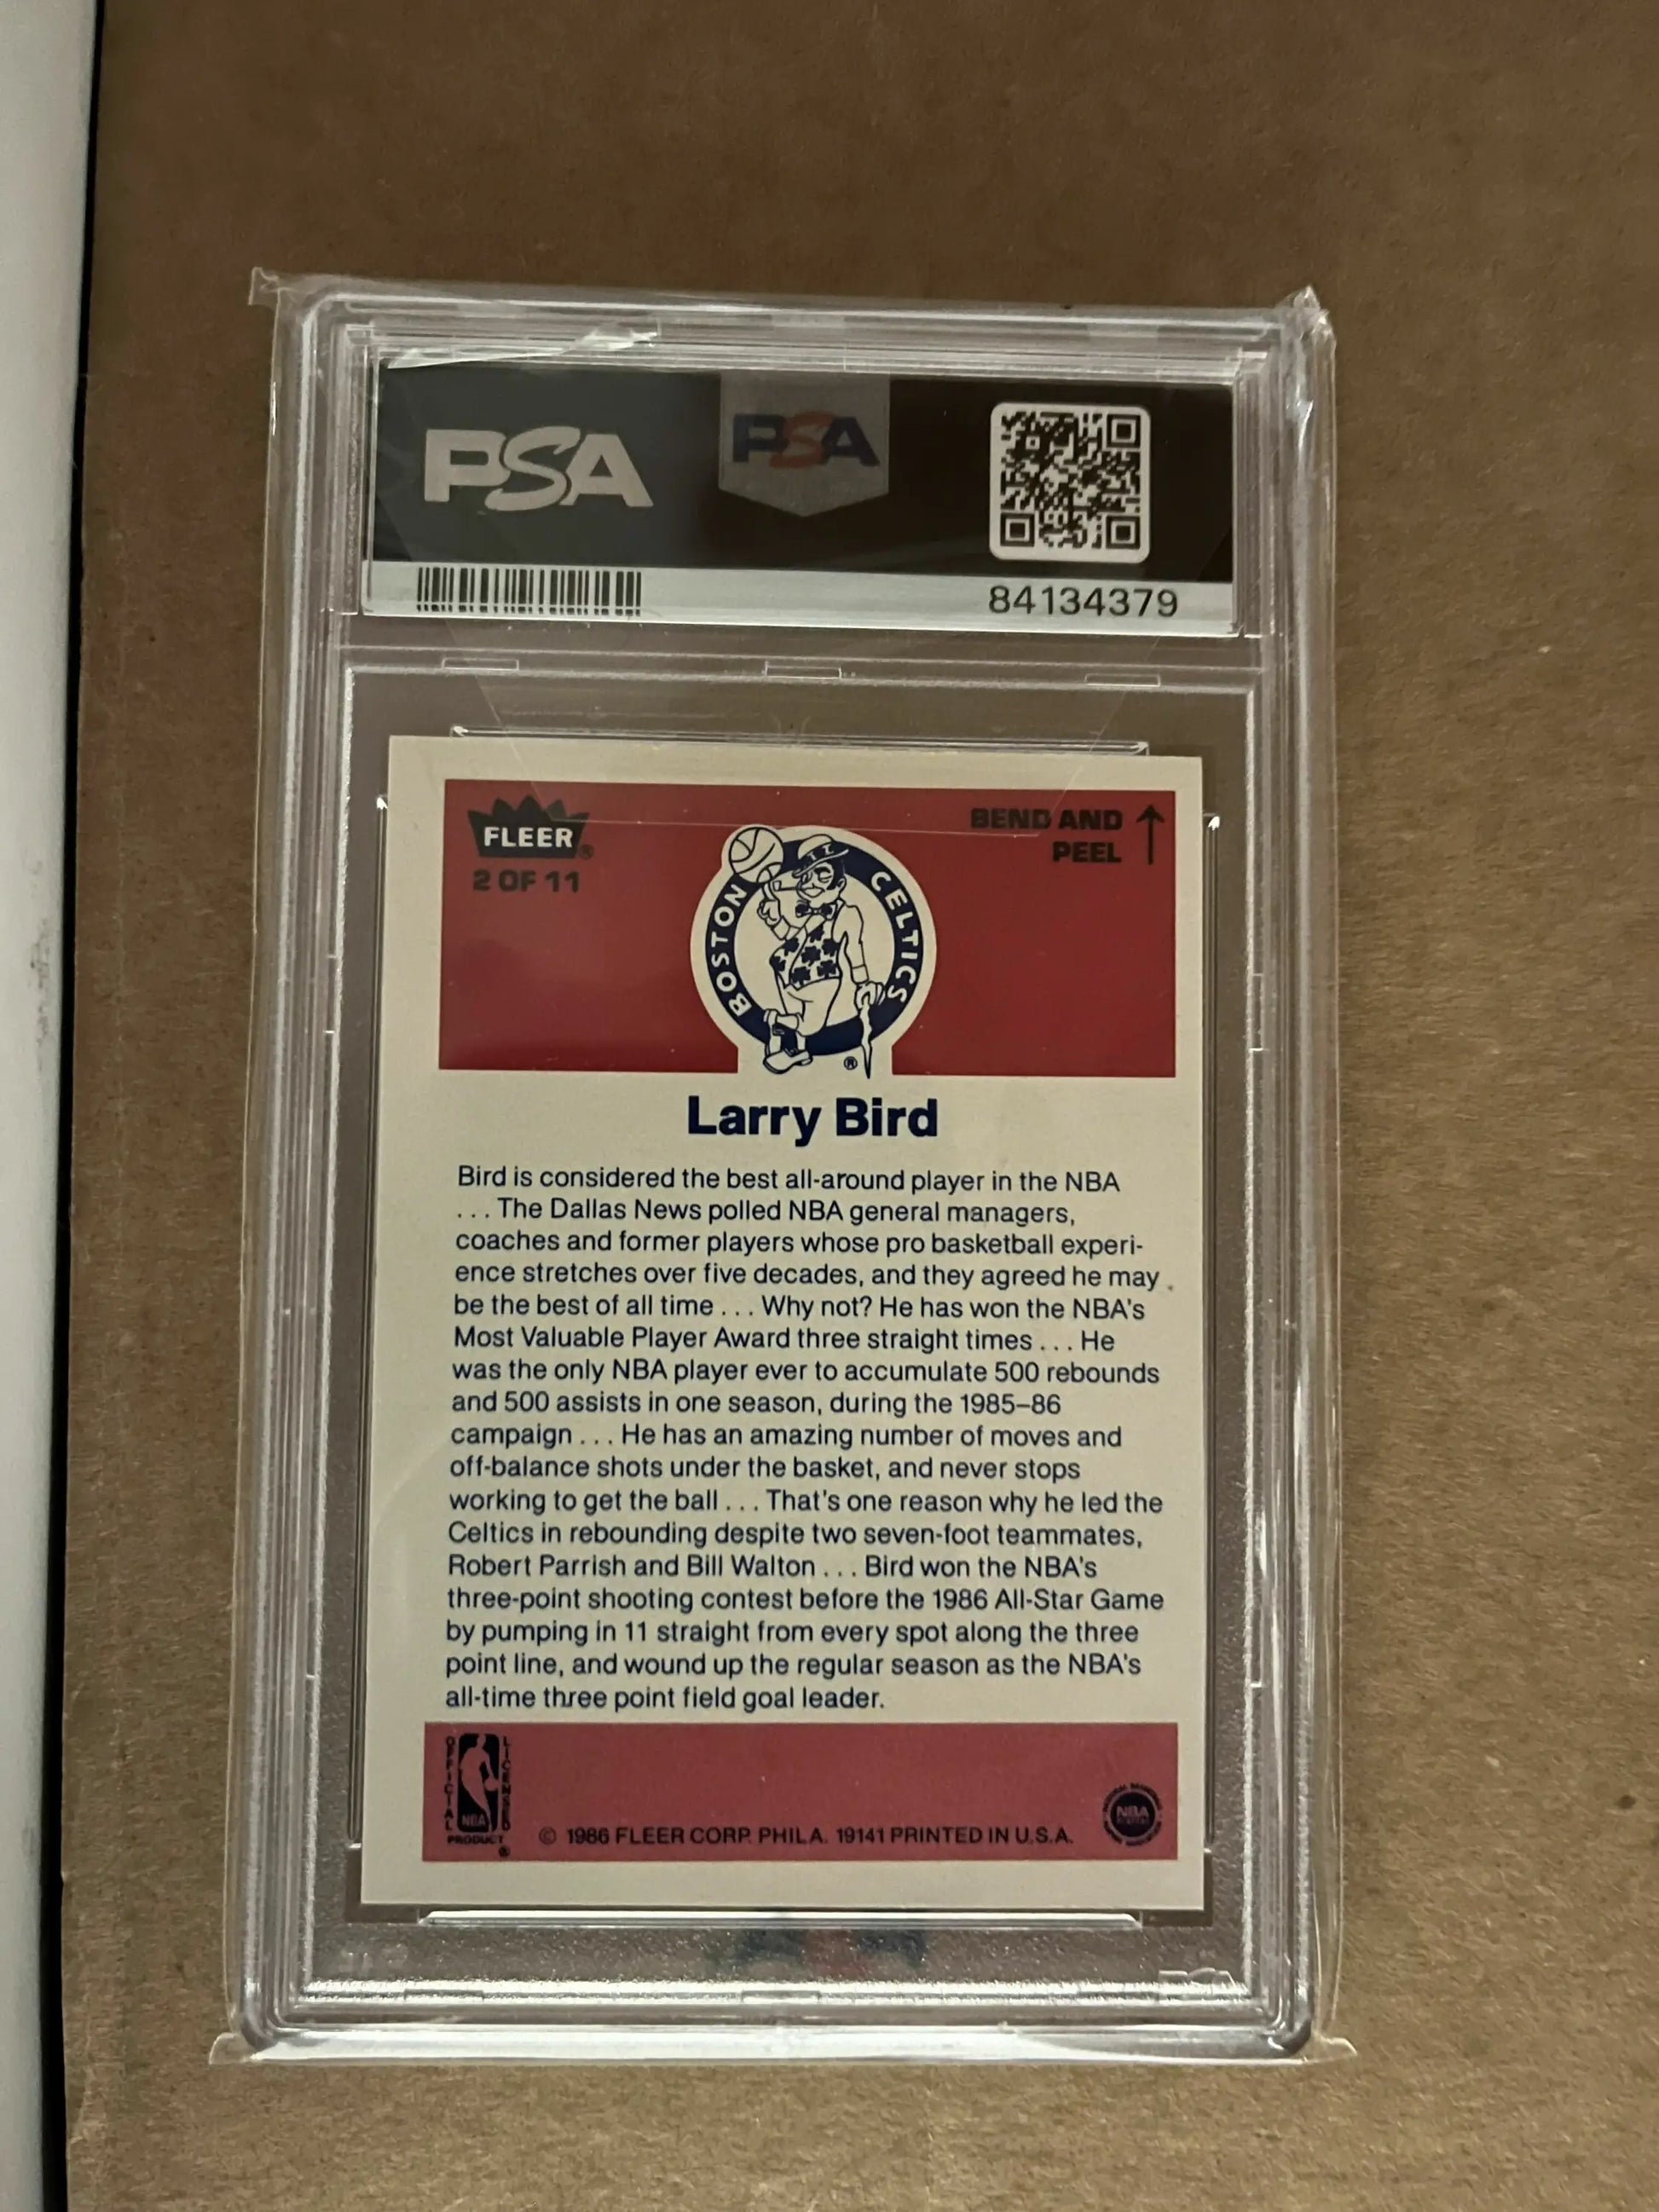 PSA
PSA
84134379
FLEER®
2 OF 11
BEND AND
PEEL
BOSTON CELTICS
®
Larry Bird
Bird is considered the best all-around player in the NBA
... The Dallas News polled NBA general managers,
coaches and former players whose pro basketball experi-
ence stretches over five decades, and they agreed he may
be the best of all time ... Why not? He has won the NBA's
Most Valuable Player Award three straight times ... He
was the only NBA player ever to accumulate 500 rebounds
and 500 assists in one season, during the 1985–86
campaign ... He has an amazing number of moves and
off-balance shots under the basket, and never stops
working to get the ball ... That's one reason why he led the
Celtics in rebounding despite two seven-foot teammates,
Robert Parrish and Bill Walton ... Bird won the NBA's
three-point shooting contest before the 1986 All-Star Game
by pumping in 11 straight from every spot along the three
point line, and wound up the regular season as the NBA's
all-time three point field goal leader.
OFFICIAL LICENSED
NBA
PRODUCT
®
© 1986 FLEER CORP. PHILA. 19141 PRINTED IN U.S.A.
NBA